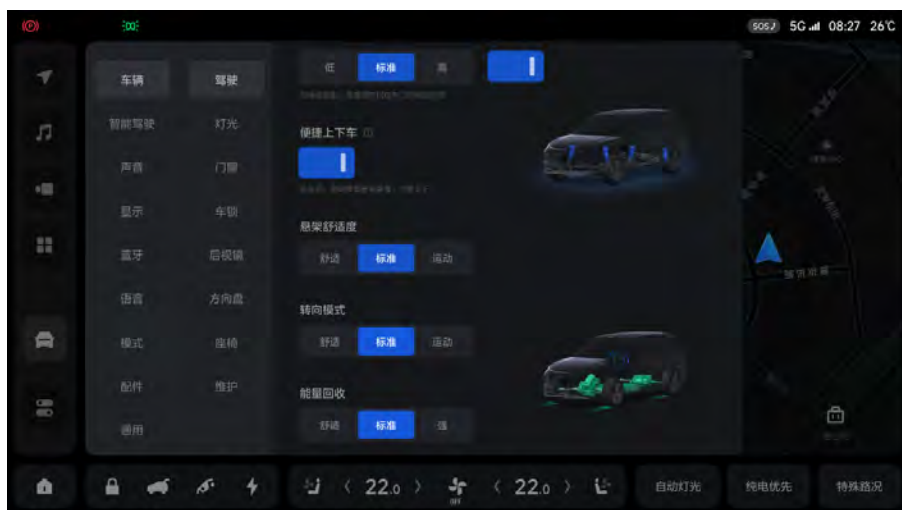 SOS 5G 08:27 26℃
车辆 驾驶
智能驾驶 灯光
声音 门窗
显示 车锁
蓝牙 后视镜
语言 方向盘
模式 座椅
配件 维护
通用
低 标准 高
便捷上下车
悬架舒适度
舒适 标准 运动
转向模式
舒适 标准 运动
能量回收
舒适 标准 强
22.0 OFF 22.0 自动灯光 纯电优先 特殊路况